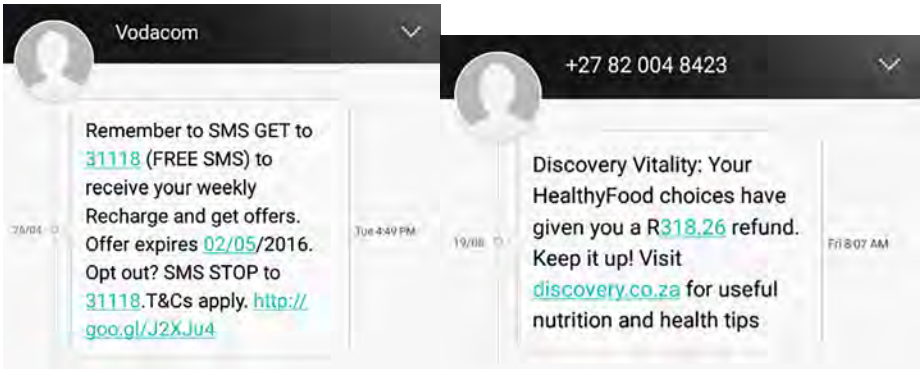 Vodacom
Remember to SMS GET to
31118 (FREE SMS) to
receive your weekly
Recharge and get offers.
Offer expires 02/05/2016.
Opt out? SMS STOP to
31118.T&Cs apply. http://
goo.gl/J2XJu4
26/04
Tue 4:49 PM
+27 82 004 8423
Discovery Vitality: Your
HealthyFood choices have
given you a R318.26 refund.
Keep it up! Visit
discovery.co.za for useful
nutrition and health tips
19/08
Fri 8:07 AM